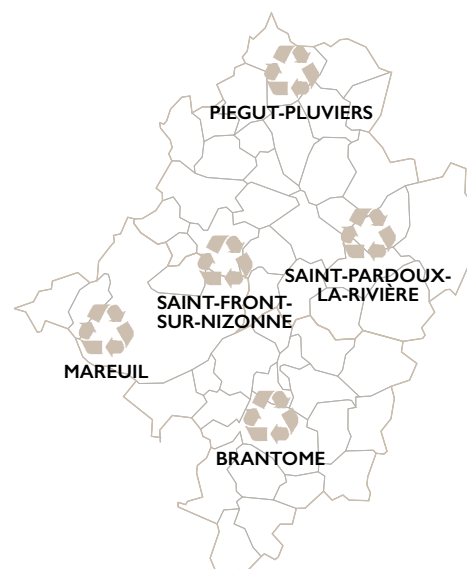 PIEGUT-PLUVIERS
SAINT-PARDOUX-
LA-RIVIÈRE
SAINT-FRONT-
SUR-NIZONNE
MAREUIL
BRANTOME